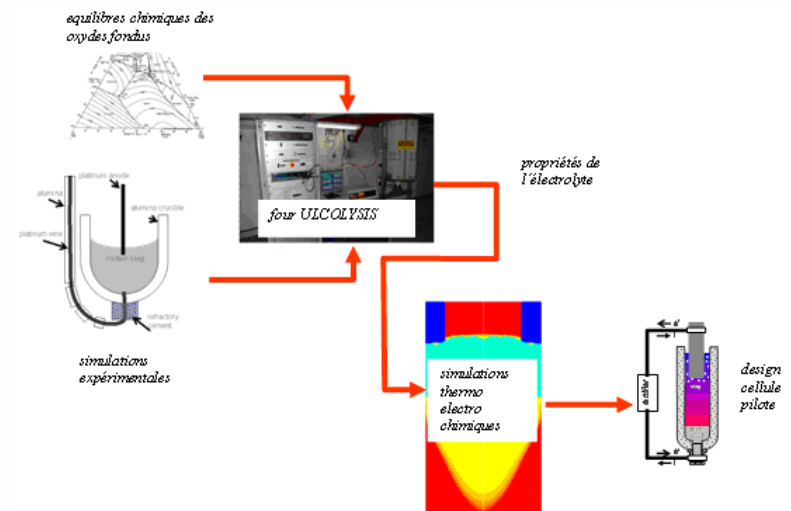 equilibres chimiques des
oxydes fondus
platinum anode
alumina
alumina crucible
platinum wire
molten slag
refractory
cement
simulations
expérimentales
four ULCOLYSIS
propriétés de
l´électrolyte
simulations
thermo
electro
chimiques
slag
design
cellule
pilote